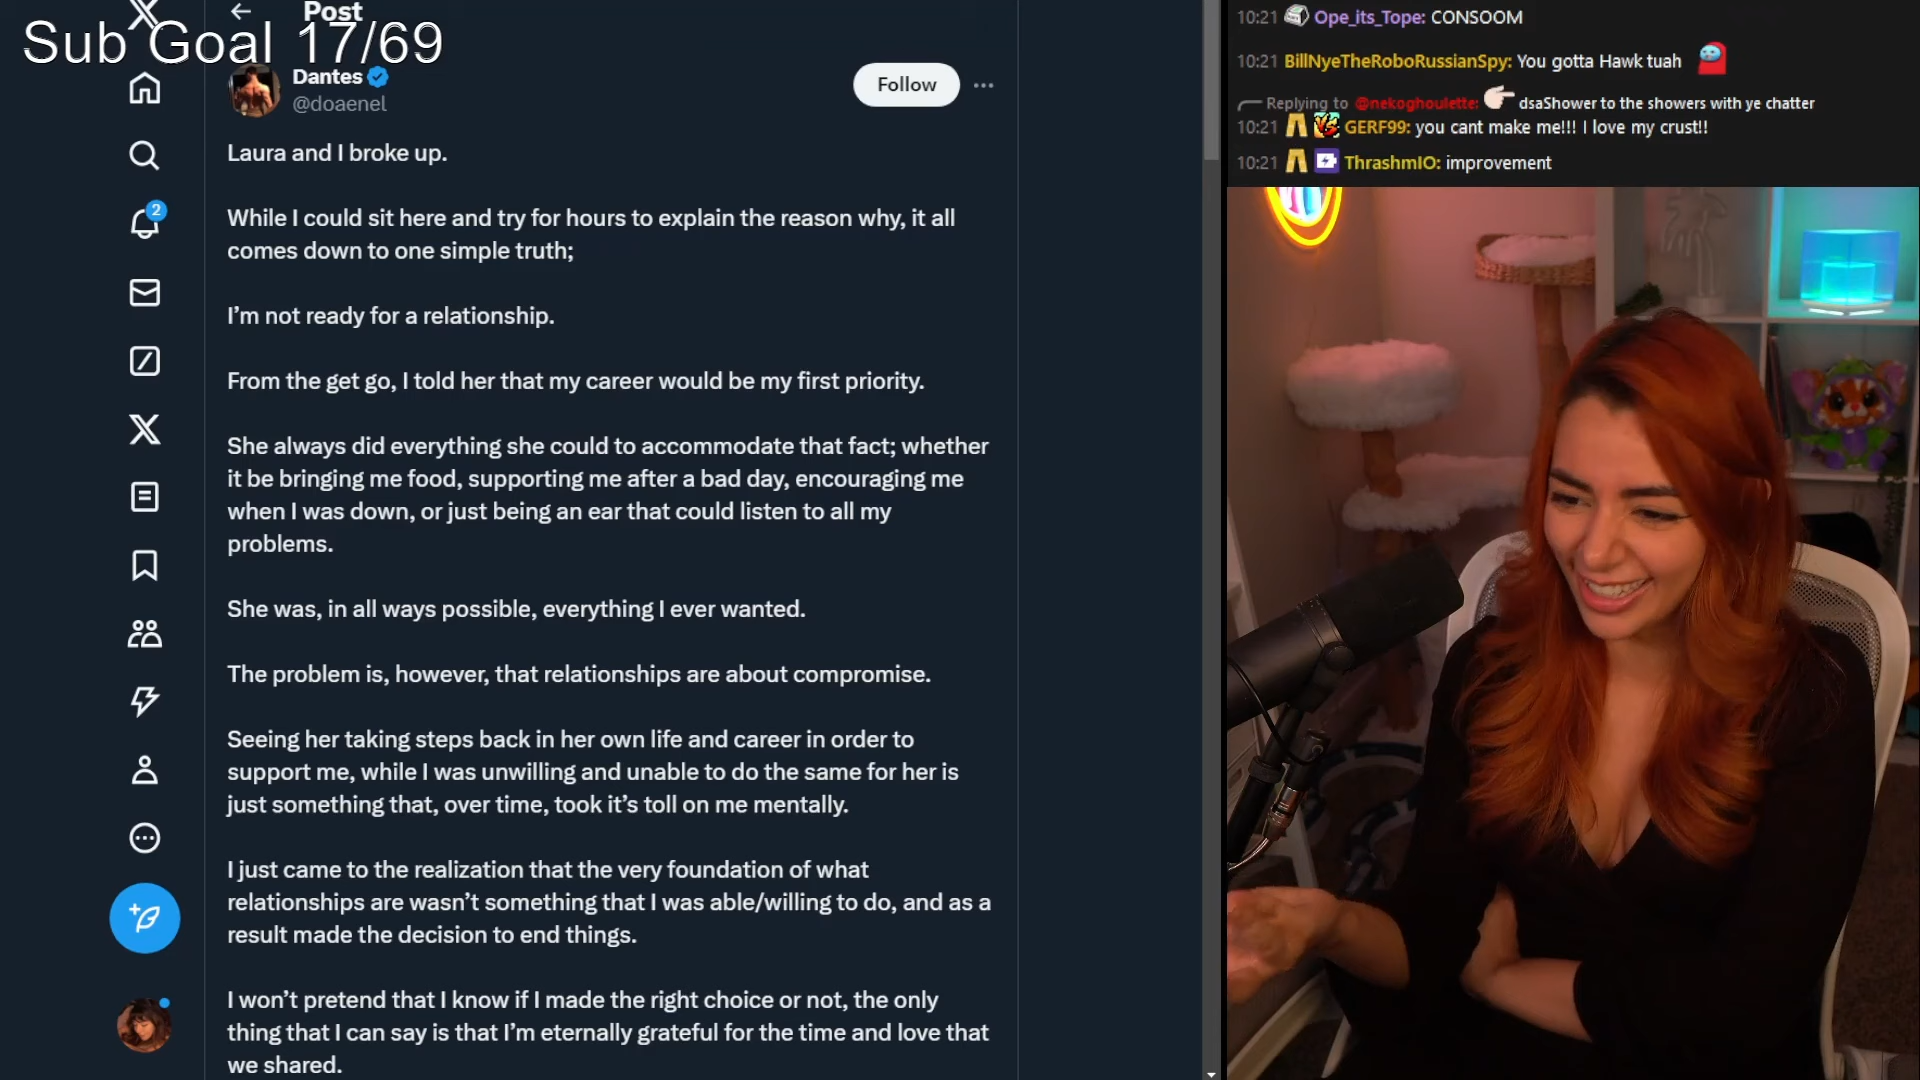 Sub Goal 17/69
Post
Dantes
@doaenel
Follow
2
Laura and I broke up.
While I could sit here and try for hours to explain the reason why, it all
comes down to one simple truth;
I’m not ready for a relationship.
From the get go, I told her that my career would be my first priority.
She always did everything she could to accommodate that fact; whether
it be bringing me food, supporting me after a bad day, encouraging me
when I was down, or just being an ear that could listen to all my
problems.
She was, in all ways possible, everything I ever wanted.
The problem is, however, that relationships are about compromise.
Seeing her taking steps back in her own life and career in order to
support me, while I was unwilling and unable to do the same for her is
just something that, over time, took it’s toll on me mentally.
I just came to the realization that the very foundation of what
relationships are wasn’t something that I was able/willing to do, and as a
result made the decision to end things.
I won’t pretend that I know if I made the right choice or not, the only
thing that I can say is that I’m eternally grateful for the time and love that
we shared.
10:21 Ope_its_Tope: CONSOOM
10:21 BillNyeTheRoboRussianSpy: You gotta Hawk tuah
Replying to @nekoghoulette: dsaShower to the showers with ye chatter
10:21 VS GERF99: you cant make me!!! I love my crust!!
10:21 ThrashmIO: improvement